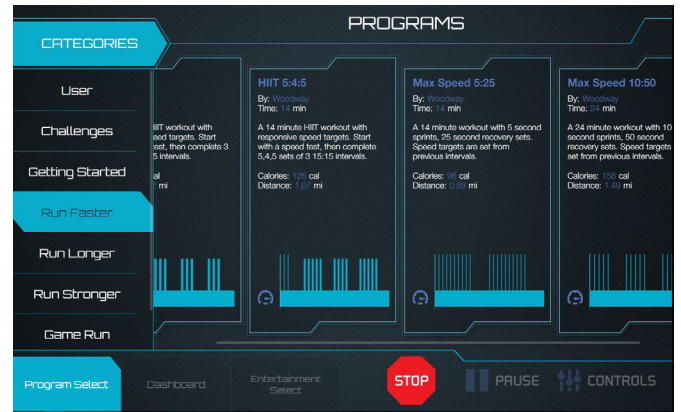 PROGRAMS
CATEGORIES
User
Challenges
Getting Started
Run Faster
Run Longer
Run Stronger
Game Run
HIIT workout with
eed targets. Start
est, then complete 3
5 intervals.
al
mi
HIIT 5:4:5
By: Woodway
Time: 14 min
A 14 minute HIIT workout with
responsive speed targets. Start
with a speed test, then complete
5,4,5 sets of 3 15:15 intervals.
Calories: 126 cal
Distance: 1.07 mi
Max Speed 5:25
By: Woodway
Time: 14 min
A 14 minute workout with 5 second
sprints, 25 second recovery sets.
Speed targets are set from
previous intervals.
Calories: 96 cal
Distance: 0.89 mi
Max Speed 10:50
By: Woodway
Time: 24 min
A 24 minute workout with 10
second sprints, 50 second
recovery sets. Speed targets
set from previous intervals.
Calories: 158 cal
Distance: 1.49 mi
Program Select
Dashboard
Entertainment
Select
STOP
PAUSE
CONTROLS